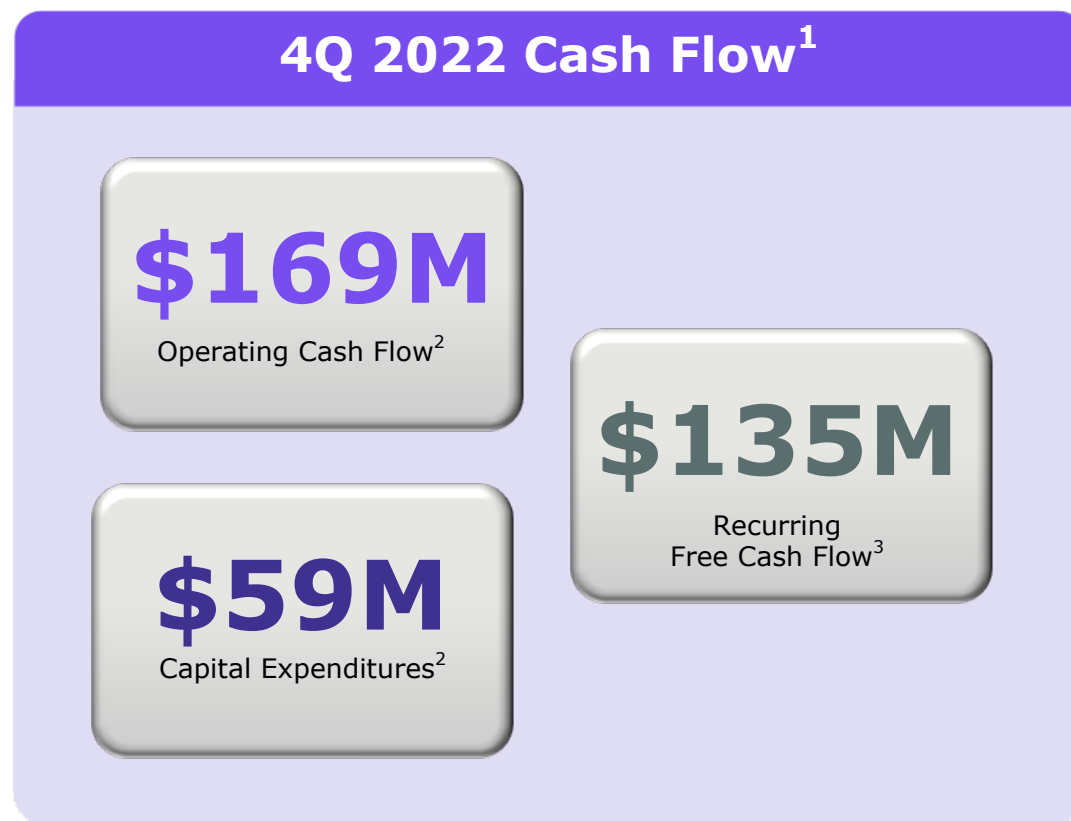 4Q 2022 Cash Flow1
$169M
Operating Cash Flow2
$59M
Capital Expenditures2
$135M
Recurring
Free Cash Flow3